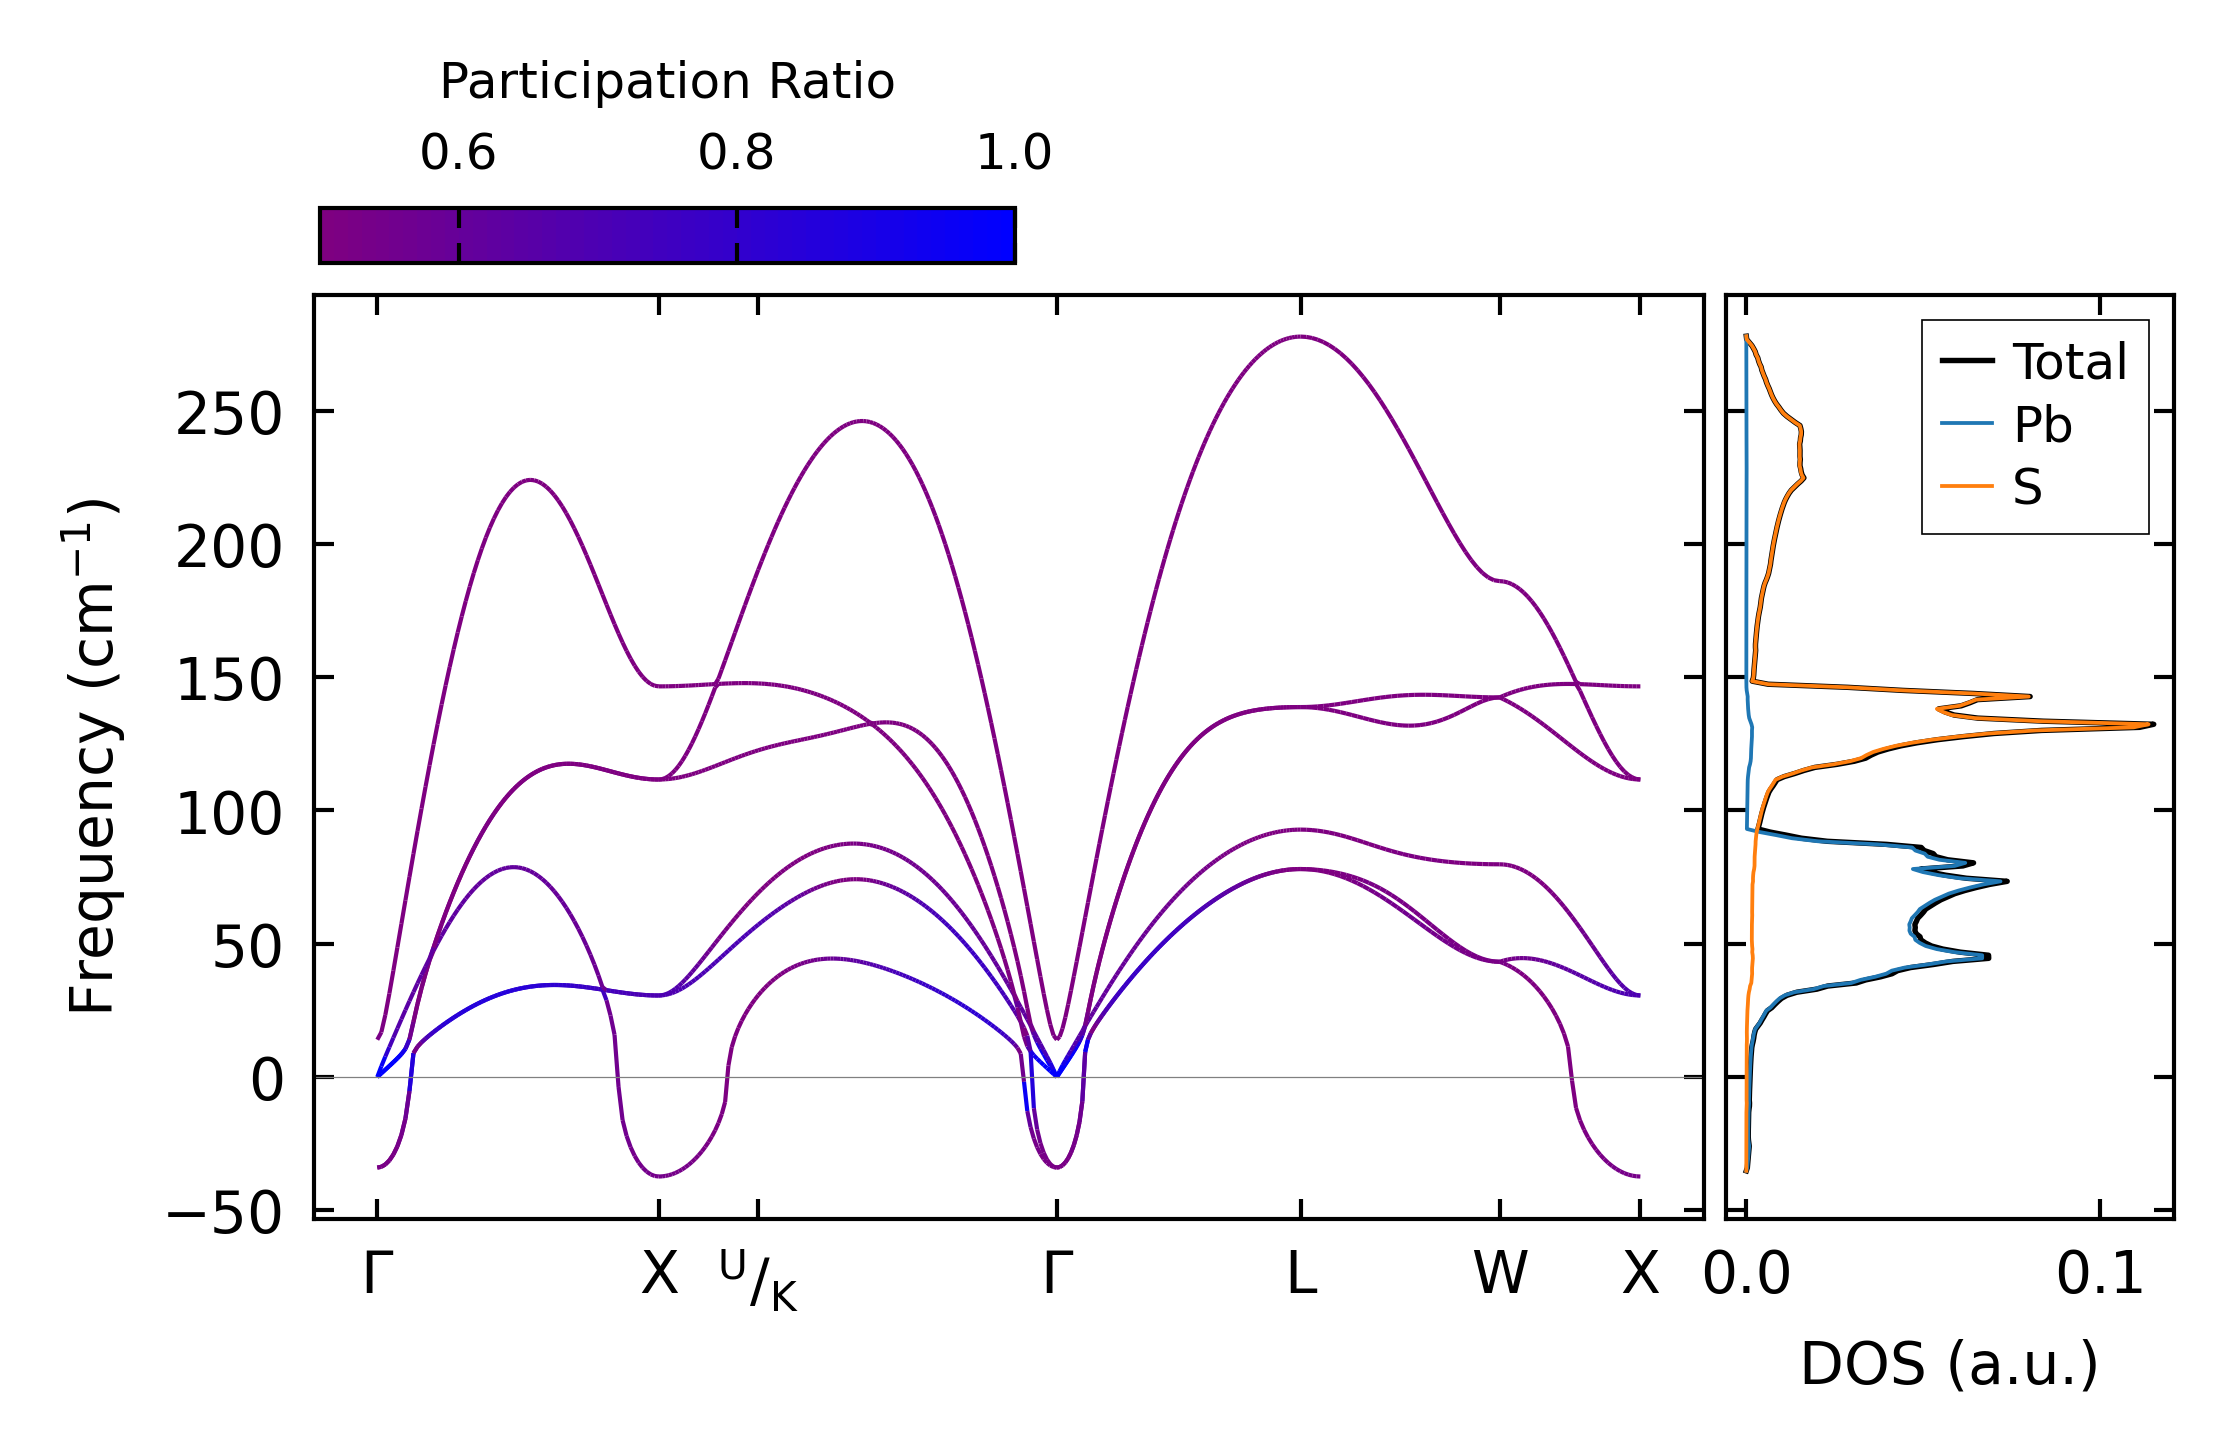 Participation Ratio
0.6 0.8 1.0
Total
Pb
S
Frequency (cm⁻¹)
250
200
150
100
50
0
−50
Γ X U/K Γ L W X
0.0 0.1
DOS (a.u.)